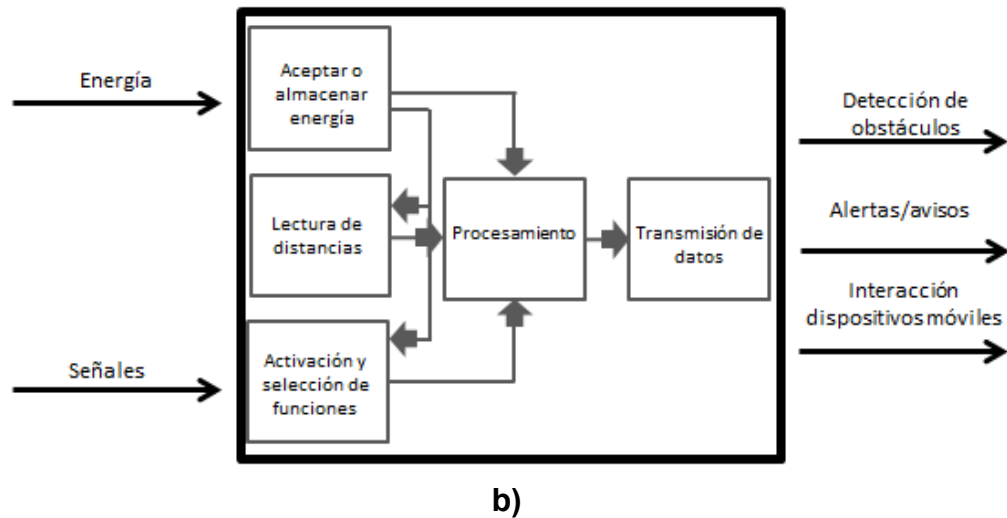 Energía
Aceptar o
almacenar
energía
Detección de
obstáculos
Lectura de
distancias
Procesamiento
Transmisión de
datos
Alertas/avisos
Interacción
dispositivos móviles
Señales
Activación y
selección de
funciones
b)